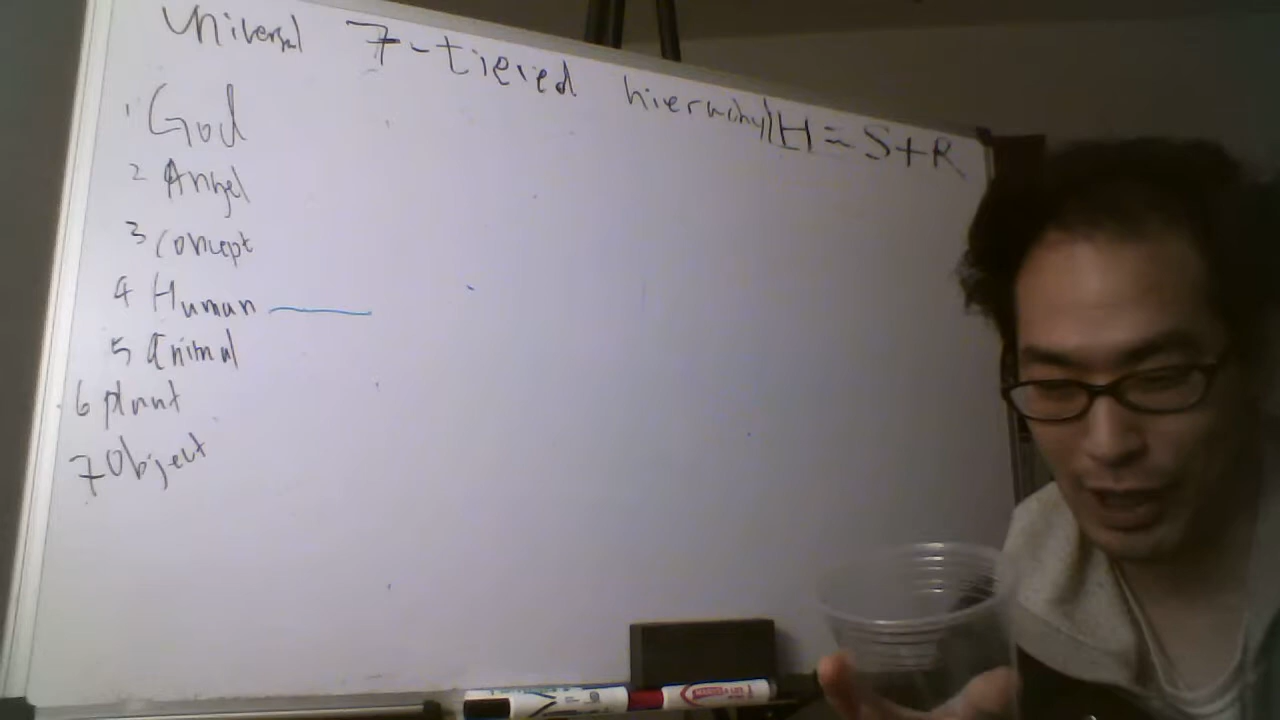 Universal 7-tiered hierarchy H = S+R
1 God
2 Angel
3 Concept
4 Human
5 Animal
6 plant
7 Object